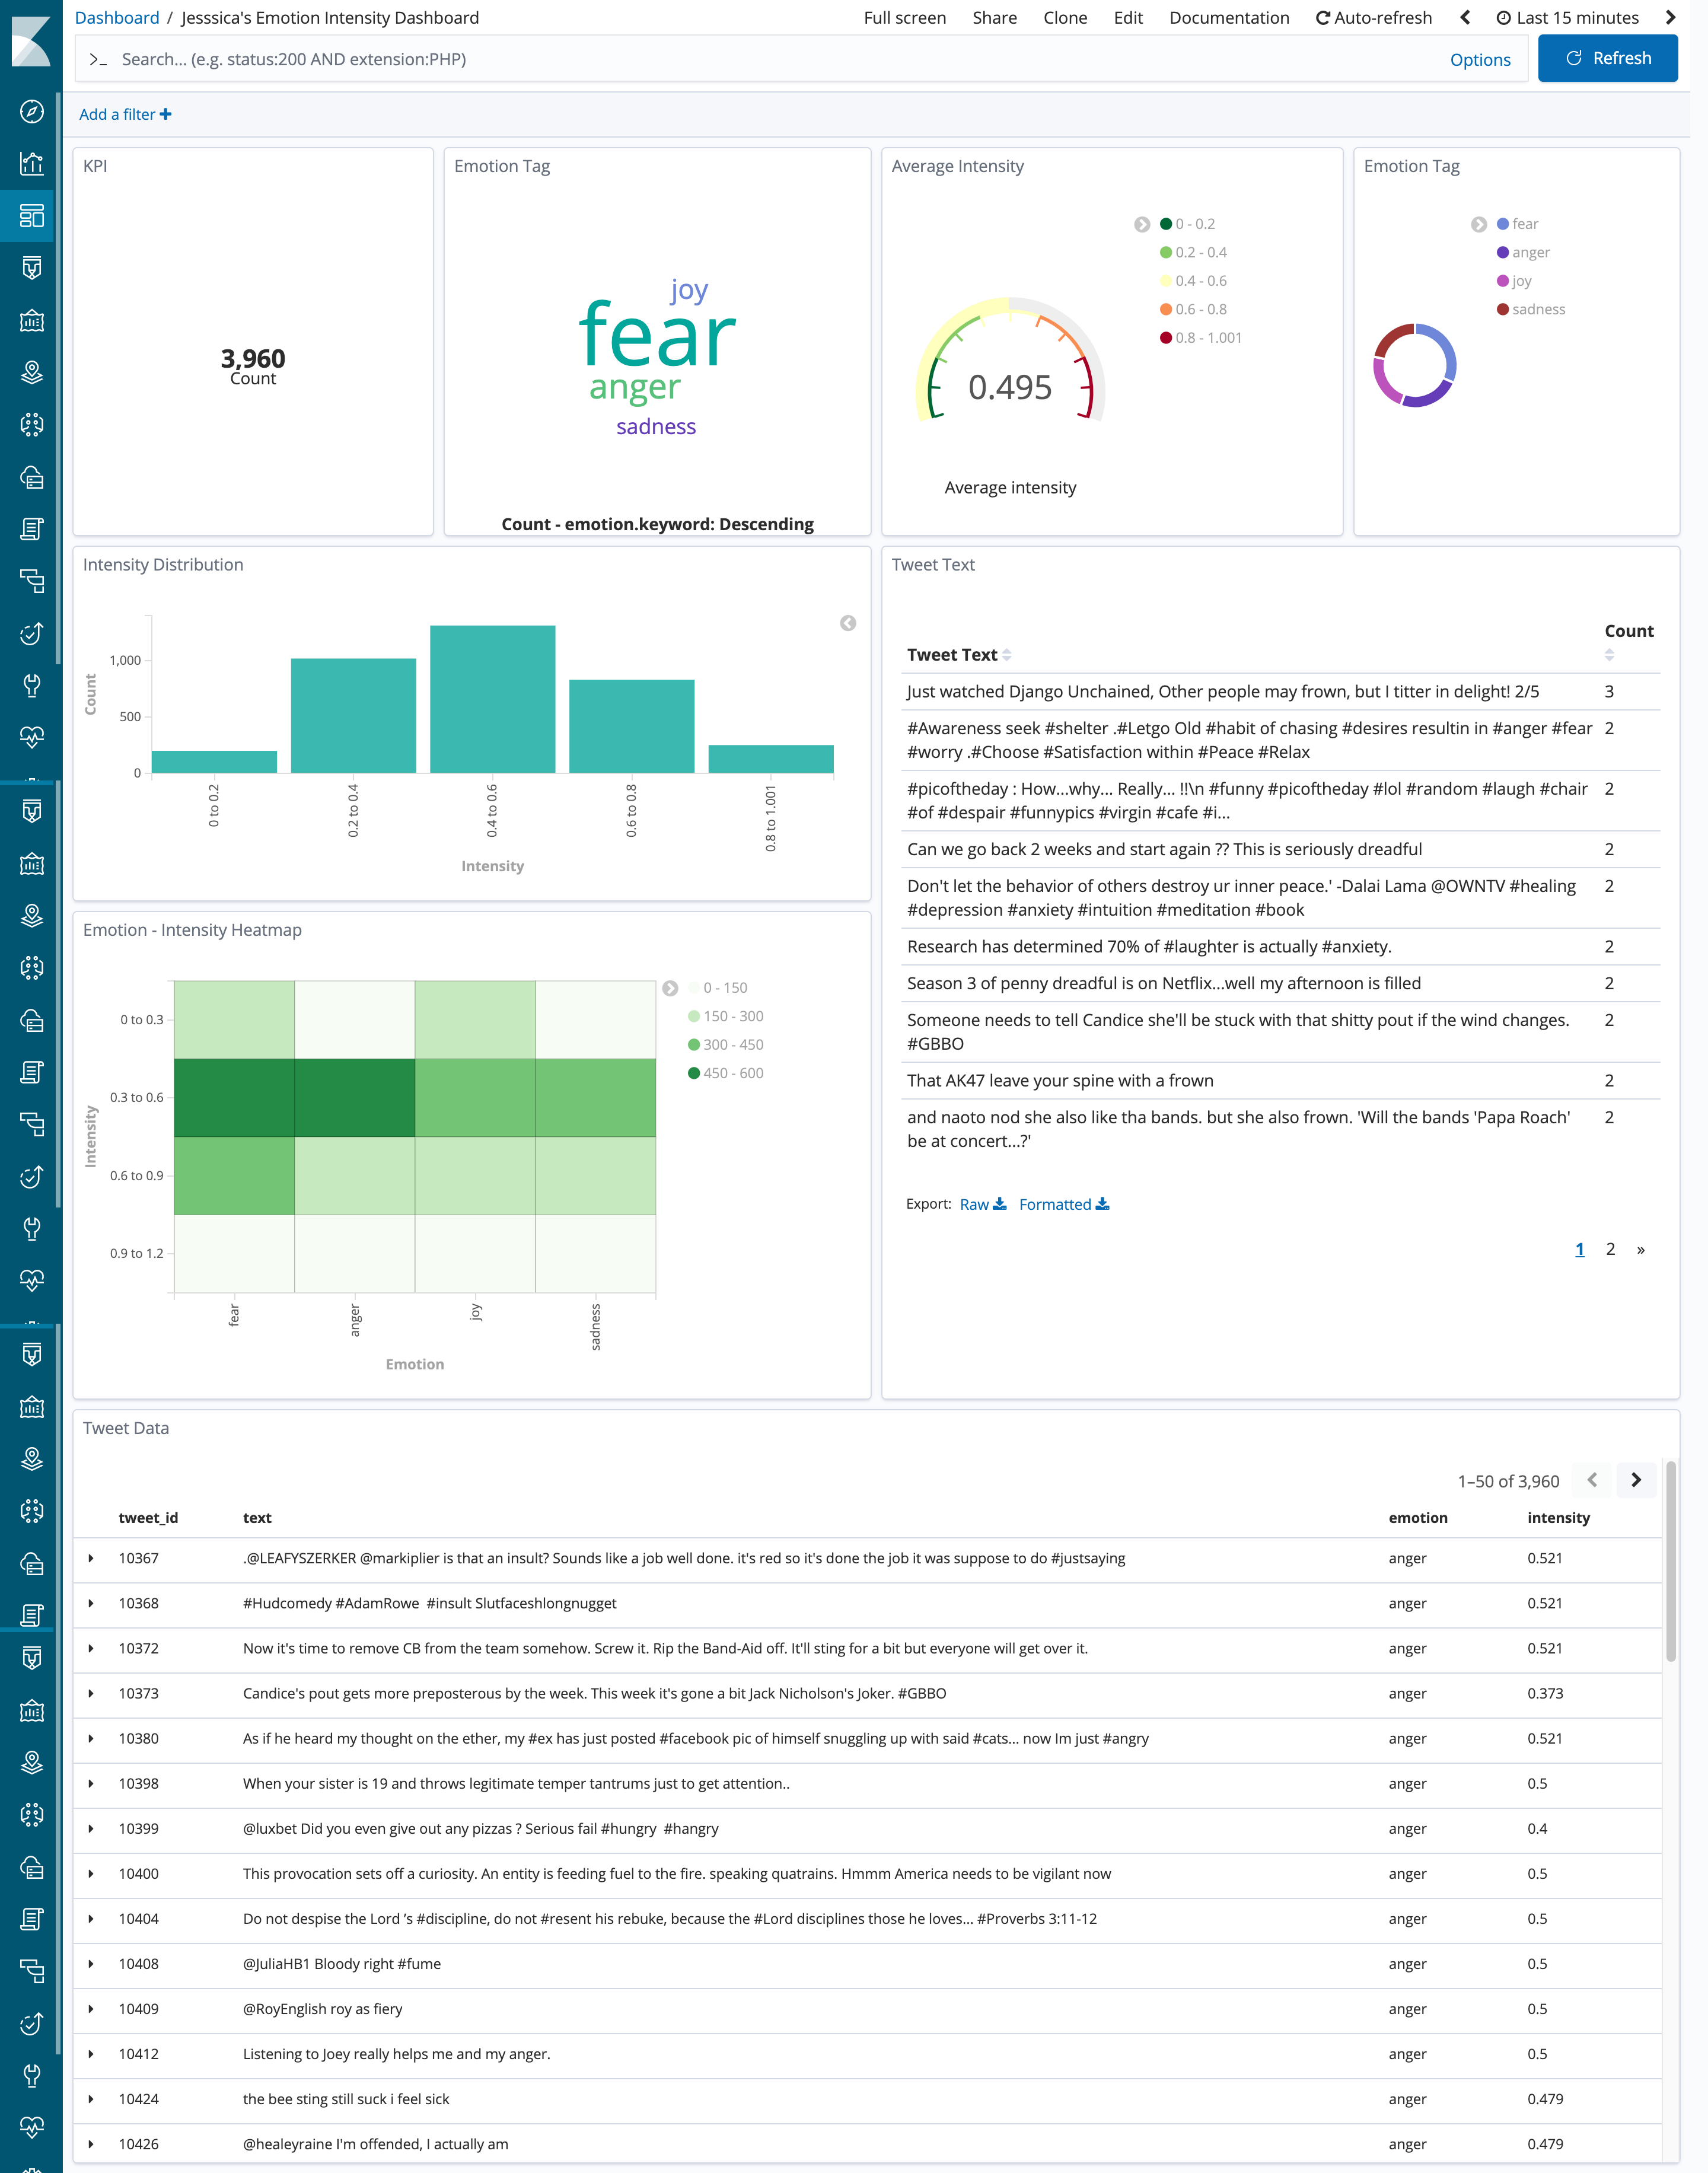 Dashboard / Jesssica's Emotion Intensity Dashboard
Full screen Share Clone Edit Documentation Auto-refresh Last 15 minutes
>_ Search... (e.g. status:200 AND extension:PHP)
Options
Refresh
Add a filter +
KPI
3,960
Count
Emotion Tag
joy
fear
anger
sadness
Count - emotion.keyword: Descending
Average Intensity
0 - 0.2
0.2 - 0.4
0.4 - 0.6
0.6 - 0.8
0.8 - 1.001
0.495
Average intensity
Emotion Tag
fear
anger
joy
sadness
Intensity Distribution
Count
1,000
500
0
0 to 0.2
0.2 to 0.4
0.4 to 0.6
0.6 to 0.8
0.8 to 1.001
Intensity
Tweet Text
Tweet Text Count
Just watched Django Unchained, Other people may frown, but I titter in delight! 2/5 3
#Awareness seek #shelter .#Letgo Old #habit of chasing #desires resultin in #anger #fear 2
#worry .#Choose #Satisfaction within #Peace #Relax
#picoftheday : How...why... Really... !!\n #funny #picoftheday #lol #random #laugh #chair 2
#of #despair #funnypics #virgin #cafe #i...
Can we go back 2 weeks and start again ?? This is seriously dreadful 2
Don't let the behavior of others destroy ur inner peace.' -Dalai Lama @OWNTV #healing 2
#depression #anxiety #intuition #meditation #book
Research has determined 70% of #laughter is actually #anxiety. 2
Season 3 of penny dreadful is on Netflix...well my afternoon is filled 2
Someone needs to tell Candice she'll be stuck with that shitty pout if the wind changes. 2
#GBBO
That AK47 leave your spine with a frown 2
and naoto nod she also like tha bands. but she also frown. 'Will the bands 'Papa Roach' 2
be at concert...?'
Export: Raw Formatted
1 2 »
Emotion - Intensity Heatmap
Intensity
0 to 0.3
0.3 to 0.6
0.6 to 0.9
0.9 to 1.2
fear
anger
joy
sadness
Emotion
0 - 150
150 - 300
300 - 450
450 - 600
Tweet Data
1–50 of 3,960
tweet_id text emotion intensity
10367 .@LEAFYSZERKER @markiplier is that an insult? Sounds like a job well done. it's red so it's done the job it was suppose to do #justsaying anger 0.521
10368 #Hudcomedy #AdamRowe #insult Slutfaceshlongnugget anger 0.521
10372 Now it's time to remove CB from the team somehow. Screw it. Rip the Band-Aid off. It'll sting for a bit but everyone will get over it. anger 0.521
10373 Candice's pout gets more preposterous by the week. This week it's gone a bit Jack Nicholson's Joker. #GBBO anger 0.373
10380 As if he heard my thought on the ether, my #ex has just posted #facebook pic of himself snuggling up with said #cats... now Im just #angry anger 0.521
10398 When your sister is 19 and throws legitimate temper tantrums just to get attention.. anger 0.5
10399 @luxbet Did you even give out any pizzas ? Serious fail #hungry #hangry anger 0.4
10400 This provocation sets off a curiosity. An entity is feeding fuel to the fire. speaking quatrains. Hmmm America needs to be vigilant now anger 0.5
10404 Do not despise the Lord 's #discipline, do not #resent his rebuke, because the #Lord disciplines those he loves... #Proverbs 3:11-12 anger 0.5
10408 @JuliaHB1 Bloody right #fume anger 0.5
10409 @RoyEnglish roy as fiery anger 0.5
10412 Listening to Joey really helps me and my anger. anger 0.5
10424 the bee sting still suck i feel sick anger 0.479
10426 @healeyraine I'm offended, I actually am anger 0.479